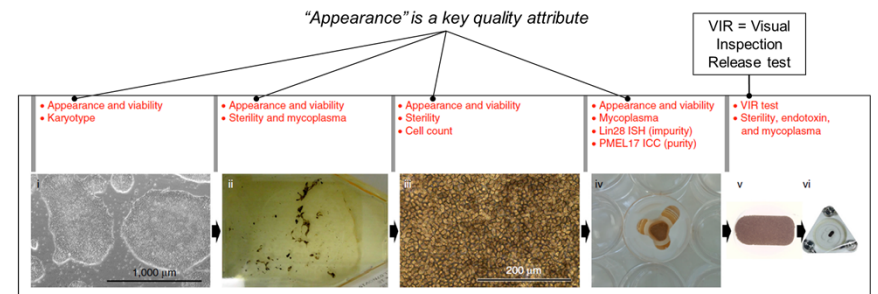 “Appearance” is a key quality attribute
VIR = Visual
Inspection
Release test
• Appearance and viability
• Karyotype
• Appearance and viability
• Sterility and mycoplasma
• Appearance and viability
• Sterility
• Cell count
• Appearance and viability
• Mycoplasma
• Lin28 ISH (impurity)
• PMEL17 ICC (purity)
• VIR test
• Sterility, endotoxin,
and mycoplasma
i
ii
iii
iv
v
vi
1,000 μm
200 μm